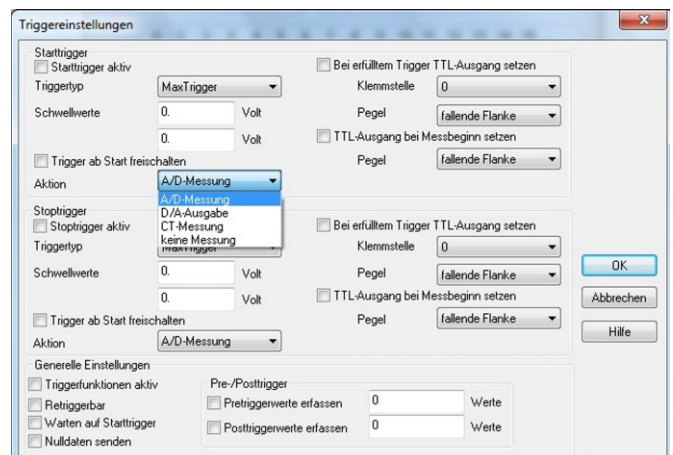 Triggereinstellungen
Starttrigger
Starttrigger aktiv
Triggertyp MaxTrigger
Schwellwerte 0. Volt
0. Volt
Trigger ab Start freischalten
Aktion A/D-Messung
A/D-Messung
D/A-Ausgabe
CT-Messung
keine Messung
Bei erfülltem Trigger TTL-Ausgang setzen
Klemmstelle 0
Pegel fallende Flanke
TTL-Ausgang bei Messbeginn setzen
Pegel fallende Flanke
Stoptrigger
Stoptrigger aktiv
Triggertyp MaxTrigger
Schwellwerte 0. Volt
0. Volt
Trigger ab Start freischalten
Aktion A/D-Messung
Bei erfülltem Trigger TTL-Ausgang setzen
Klemmstelle 0
Pegel fallende Flanke
TTL-Ausgang bei Messbeginn setzen
Pegel fallende Flanke
OK
Abbrechen
Hilfe
Generelle Einstellungen
Triggerfunktionen aktiv
Retriggerbar
Warten auf Starttrigger
Nulldaten senden
Pre-/Posttrigger
Pretriggerwerte erfassen 0 Werte
Posttriggerwerte erfassen 0 Werte